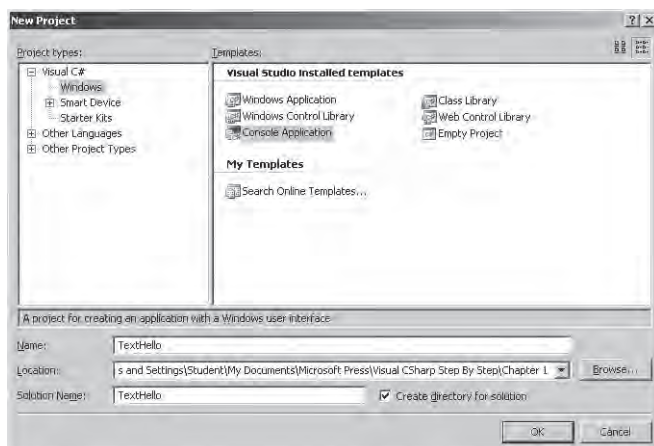 New Project
Project types:
Templates:
Visual C#
Windows
Smart Device
Starter Kits
Other Languages
Other Project Types
Visual Studio installed templates
Windows Application
Windows Control Library
Console Application
Class Library
Web Control Library
Empty Project
My Templates
Search Online Templates...
A project for creating an application with a Windows user interface
Name:
TextHello
Location:
s and Settings\Student\My Documents\Microsoft Press\Visual CSharp Step By Step\Chapter 1
Browse...
Solution Name:
TextHello
Create directory for solution
OK
Cancel